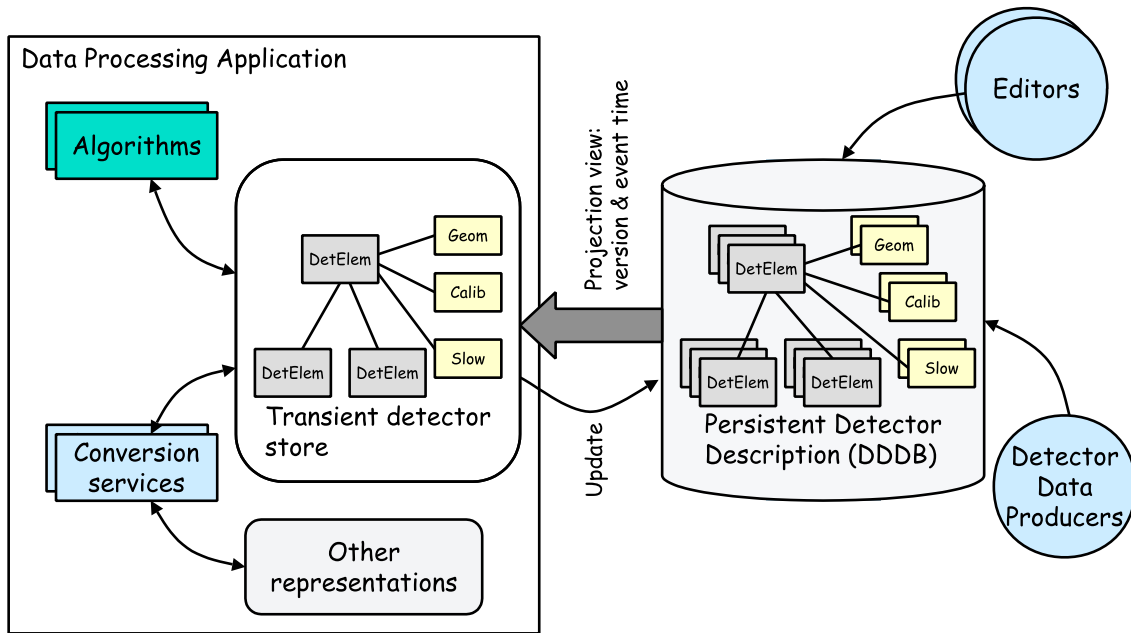 Data Processing Application
Algorithms
Geom
DetElem
Calib
Slow
DetElem
DetElem
Transient detector
store
Conversion
services
Other
representations
Projection view:
version & event time
Update
Editors
Geom
DetElem
Calib
Slow
DetElem
DetElem
Persistent Detector
Description (DDDB)
Detector
Data
Producers